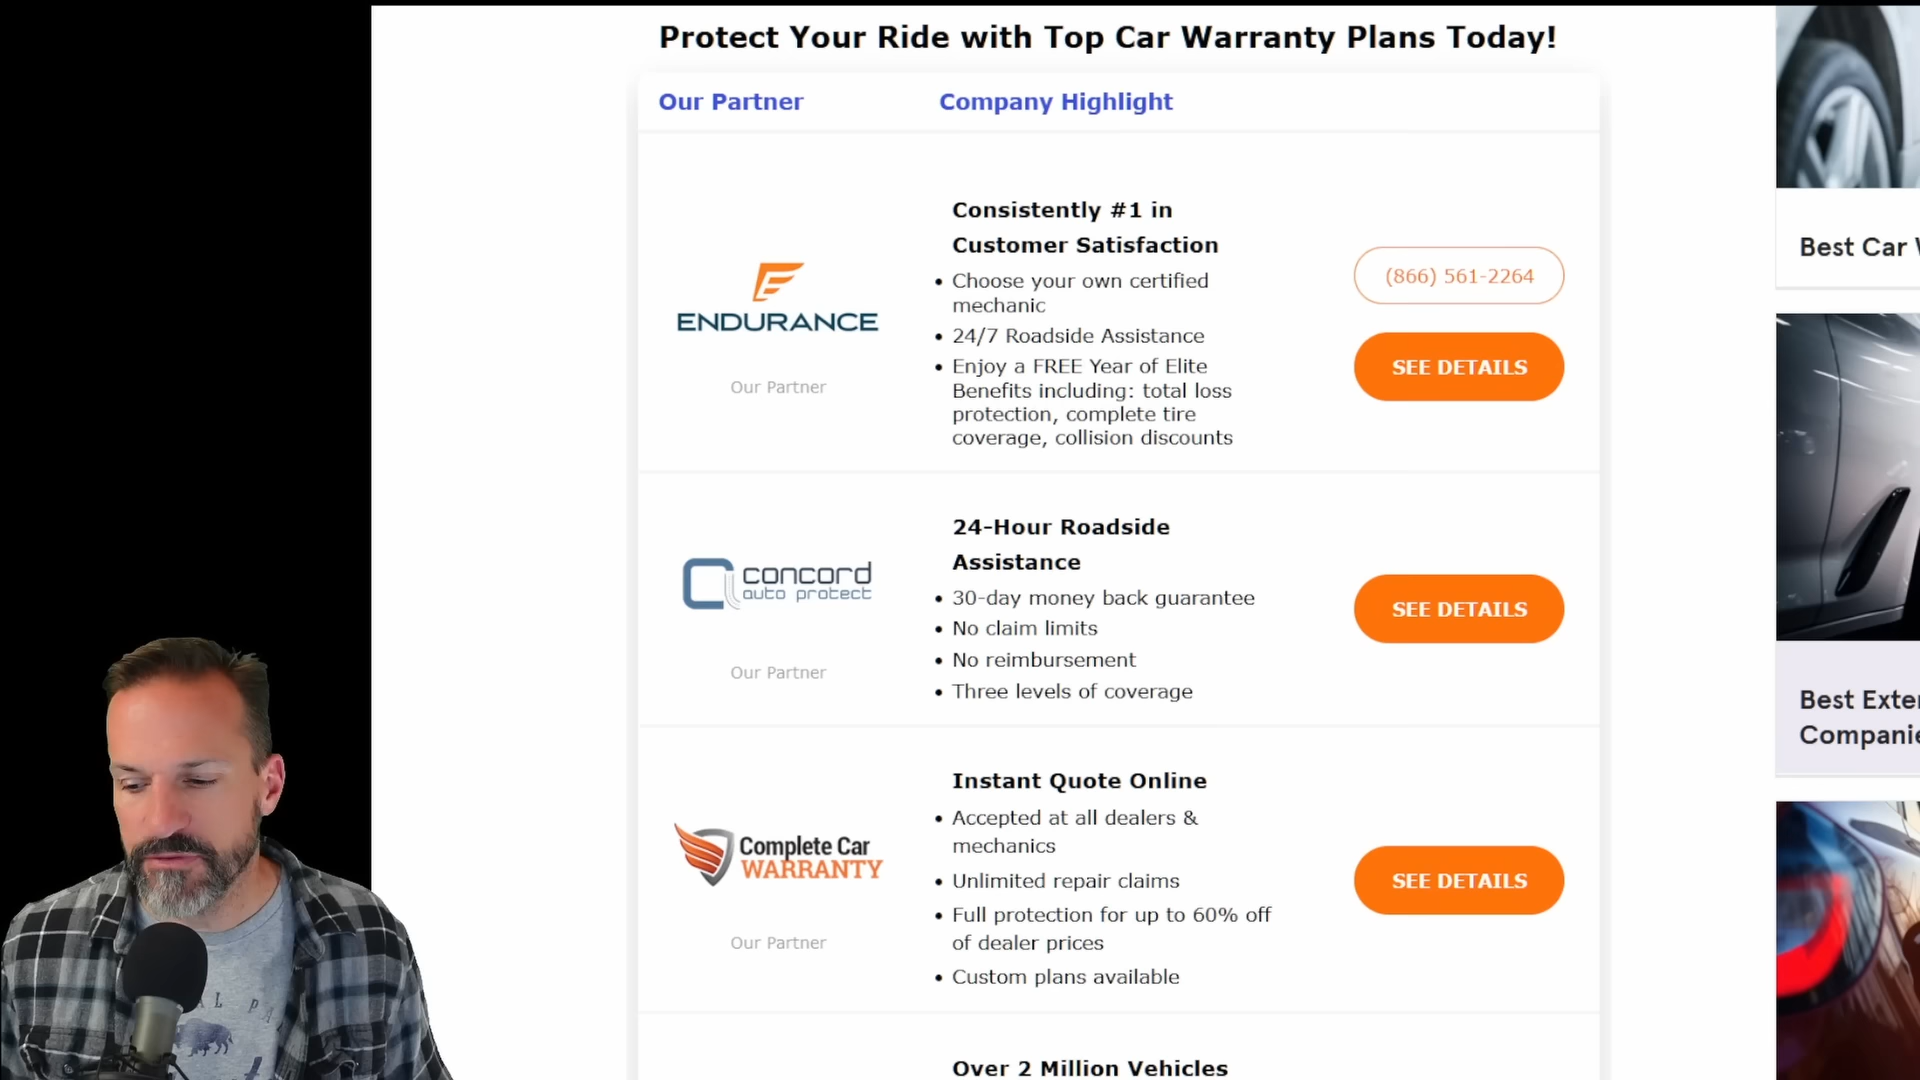 Protect Your Ride with Top Car Warranty Plans Today!
Our Partner
Company Highlight
ENDURANCE
Our Partner
Consistently #1 in
Customer Satisfaction
• Choose your own certified
mechanic
• 24/7 Roadside Assistance
• Enjoy a FREE Year of Elite
Benefits including: total loss
protection, complete tire
coverage, collision discounts
(866) 561-2264
SEE DETAILS
concord
auto protect
Our Partner
24-Hour Roadside
Assistance
• 30-day money back guarantee
• No claim limits
• No reimbursement
• Three levels of coverage
SEE DETAILS
Complete Car
WARRANTY
Our Partner
Instant Quote Online
• Accepted at all dealers &
mechanics
• Unlimited repair claims
• Full protection for up to 60% off
of dealer prices
• Custom plans available
SEE DETAILS
Over 2 Million Vehicles
Best Car
Best Exter
Companie